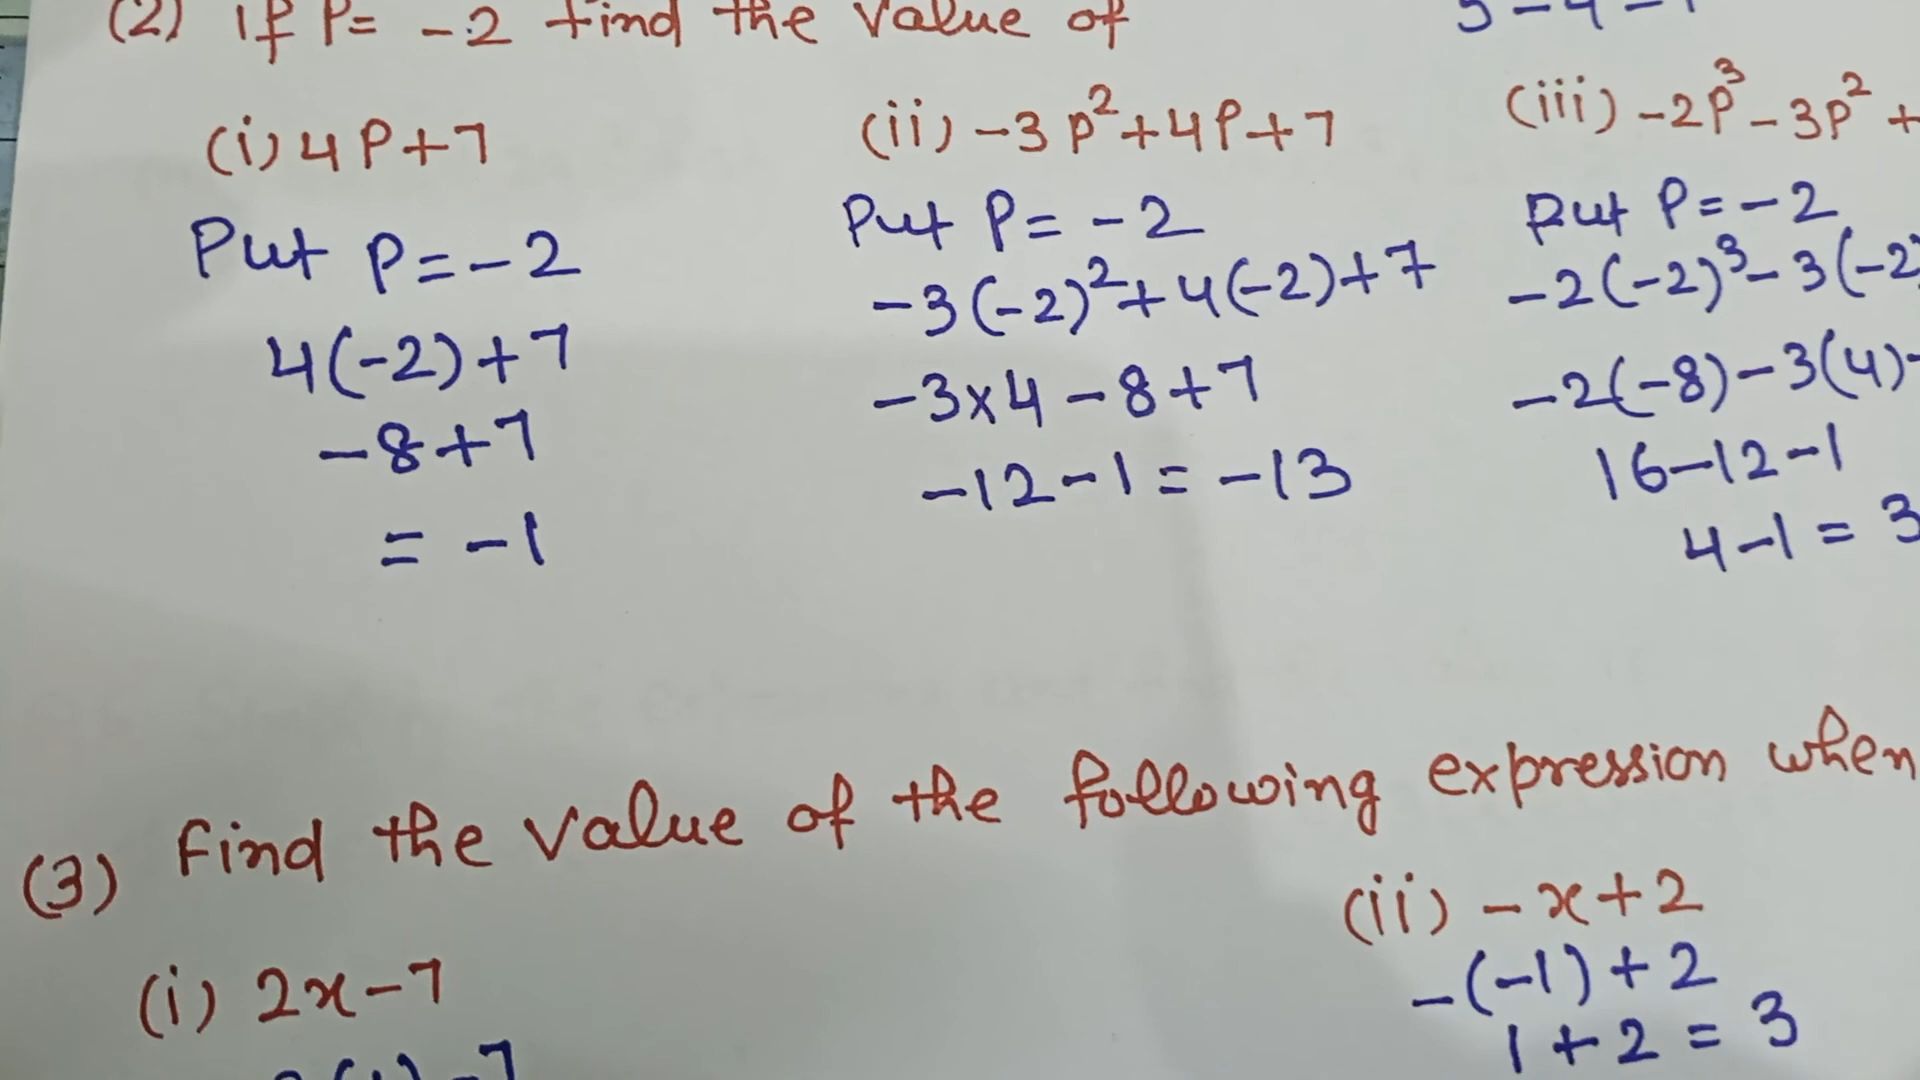 (2) If P= -2 find the value of
(i) 4P+7
Put P=-2
4(-2)+7
-8+7
= -1
(ii) -3p²+4P+7
Put P= -2
-3(-2)²+4(-2)+7
-3x4-8+7
-12-1= -13
(iii) -2p³-3p²+
Put P=-2
-2(-2)³-3(-2)
-2(-8)-3(4)
16-12-1
4-1 = 3
(3) Find the value of the following expression when
(i) 2x-7
(ii) -x+2
-(-1)+2
1+2 = 3